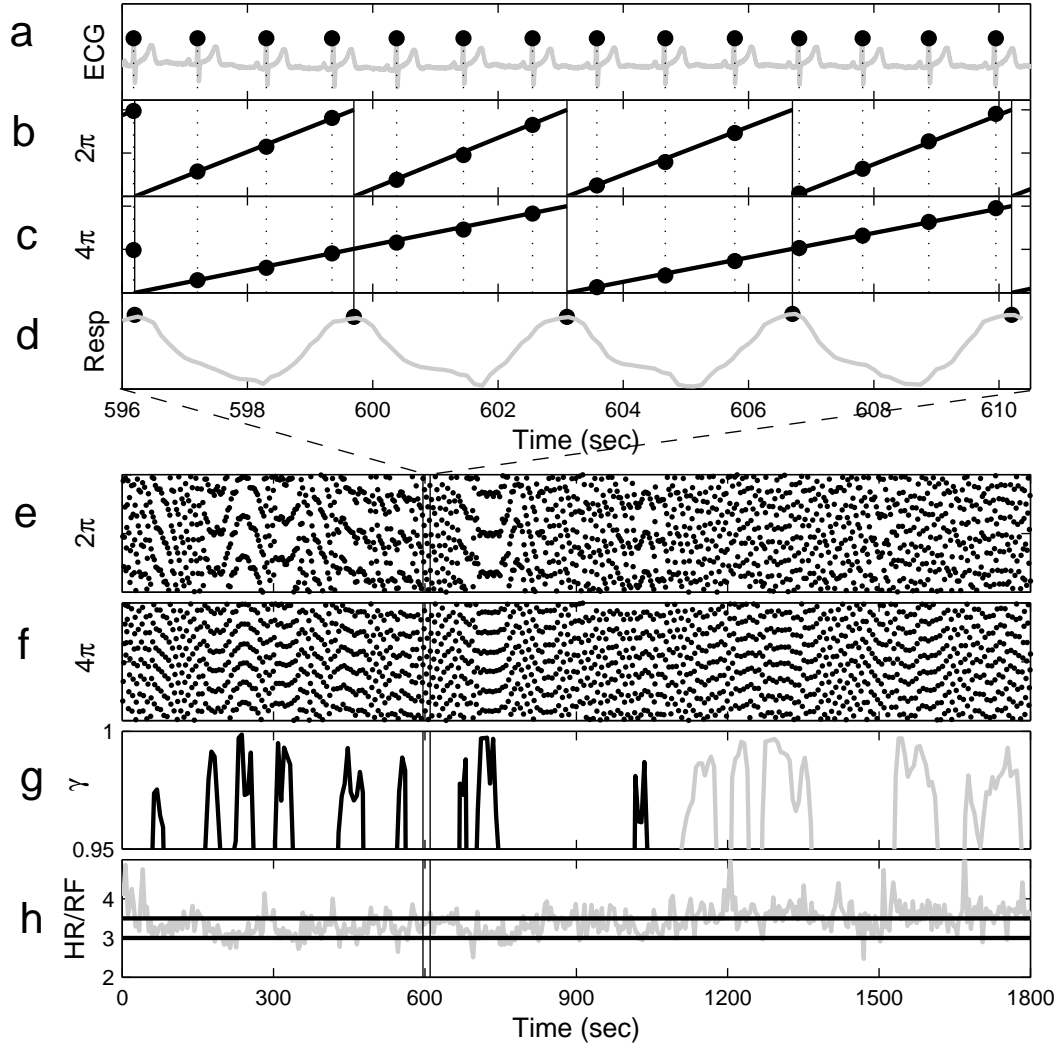 a
ECG
b
2π
c
4π
d
Resp
596 598 600 602 604 606 608 610
Time (sec)
e
2π
f
4π
1
g
γ
0.95
h
HR/RF
4
3
2
0 300 600 900 1200 1500 1800
Time (sec)